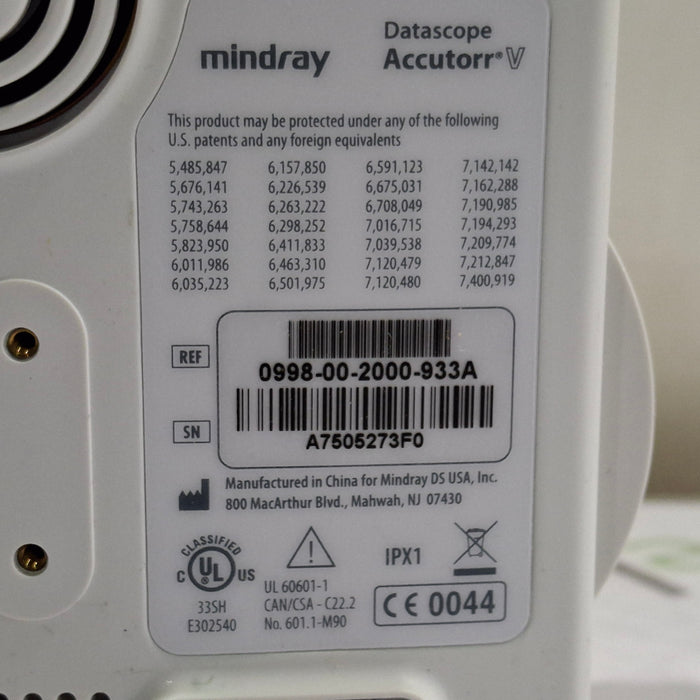 mindray
Datascope
Accutorr® V
This product may be protected under any of the following
U.S. patents and any foreign equivalents
5,485,847 6,157,850 6,591,123 7,142,142
5,676,141 6,226,539 6,675,031 7,162,288
5,743,263 6,263,222 6,708,049 7,190,985
5,758,644 6,298,252 7,016,715 7,194,293
5,823,950 6,411,833 7,039,538 7,209,774
6,011,986 6,463,310 7,120,479 7,212,847
6,035,223 6,501,975 7,120,480 7,400,919
REF
0998-00-2000-933A
SN
A7505273F0
Manufactured in China for Mindray DS USA, Inc.
800 MacArthur Blvd., Mahwah, NJ 07430
CLASSIFIED
C UL US
33SH
E302540
UL 60601-1
CAN/CSA - C22.2
No. 601.1-M90
IPX1
CE 0044